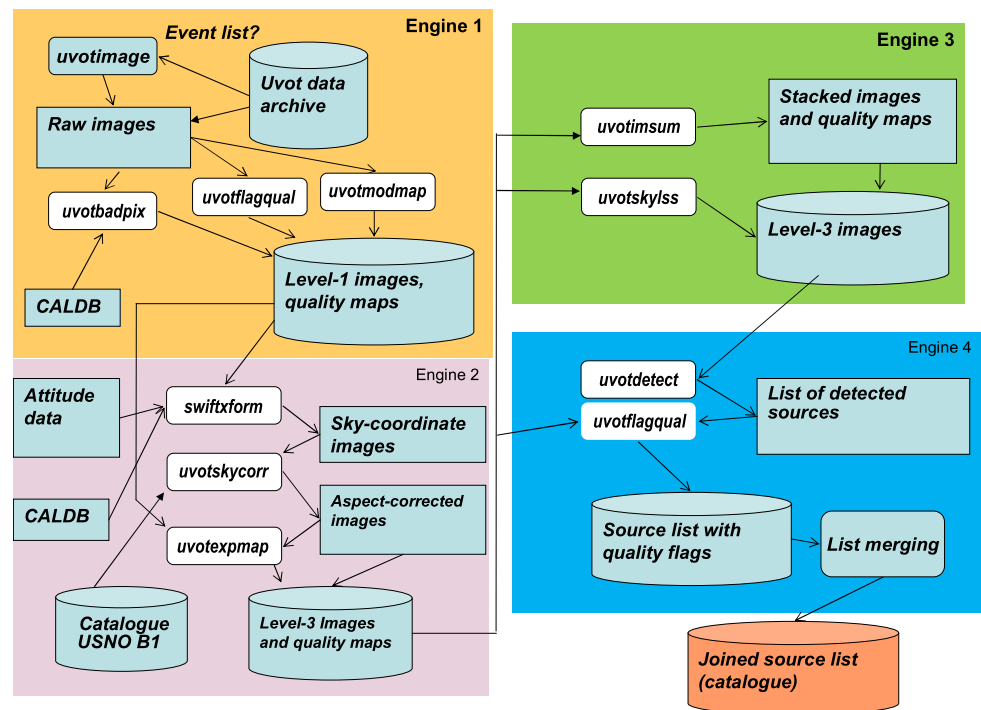 Engine 1
Event list?
uvotimage
Uvot data
archive
Raw images
uvotbadpix
uvotflagqual
uvotmodmap
CALDB
Level-1 images,
quality maps
Engine 2
Attitude
data
swiftxform
Sky-coordinate
images
uvotskycorr
CALDB
Aspect-corrected
images
uvotexpmap
Catalogue
USNO B1
Level-3 Images
and quality maps
Engine 3
uvotimsum
Stacked images
and quality maps
uvotskylss
Level-3 images
Engine 4
uvotdetect
uvotflagqual
List of detected
sources
Source list with
quality flags
List merging
Joined source list
(catalogue)